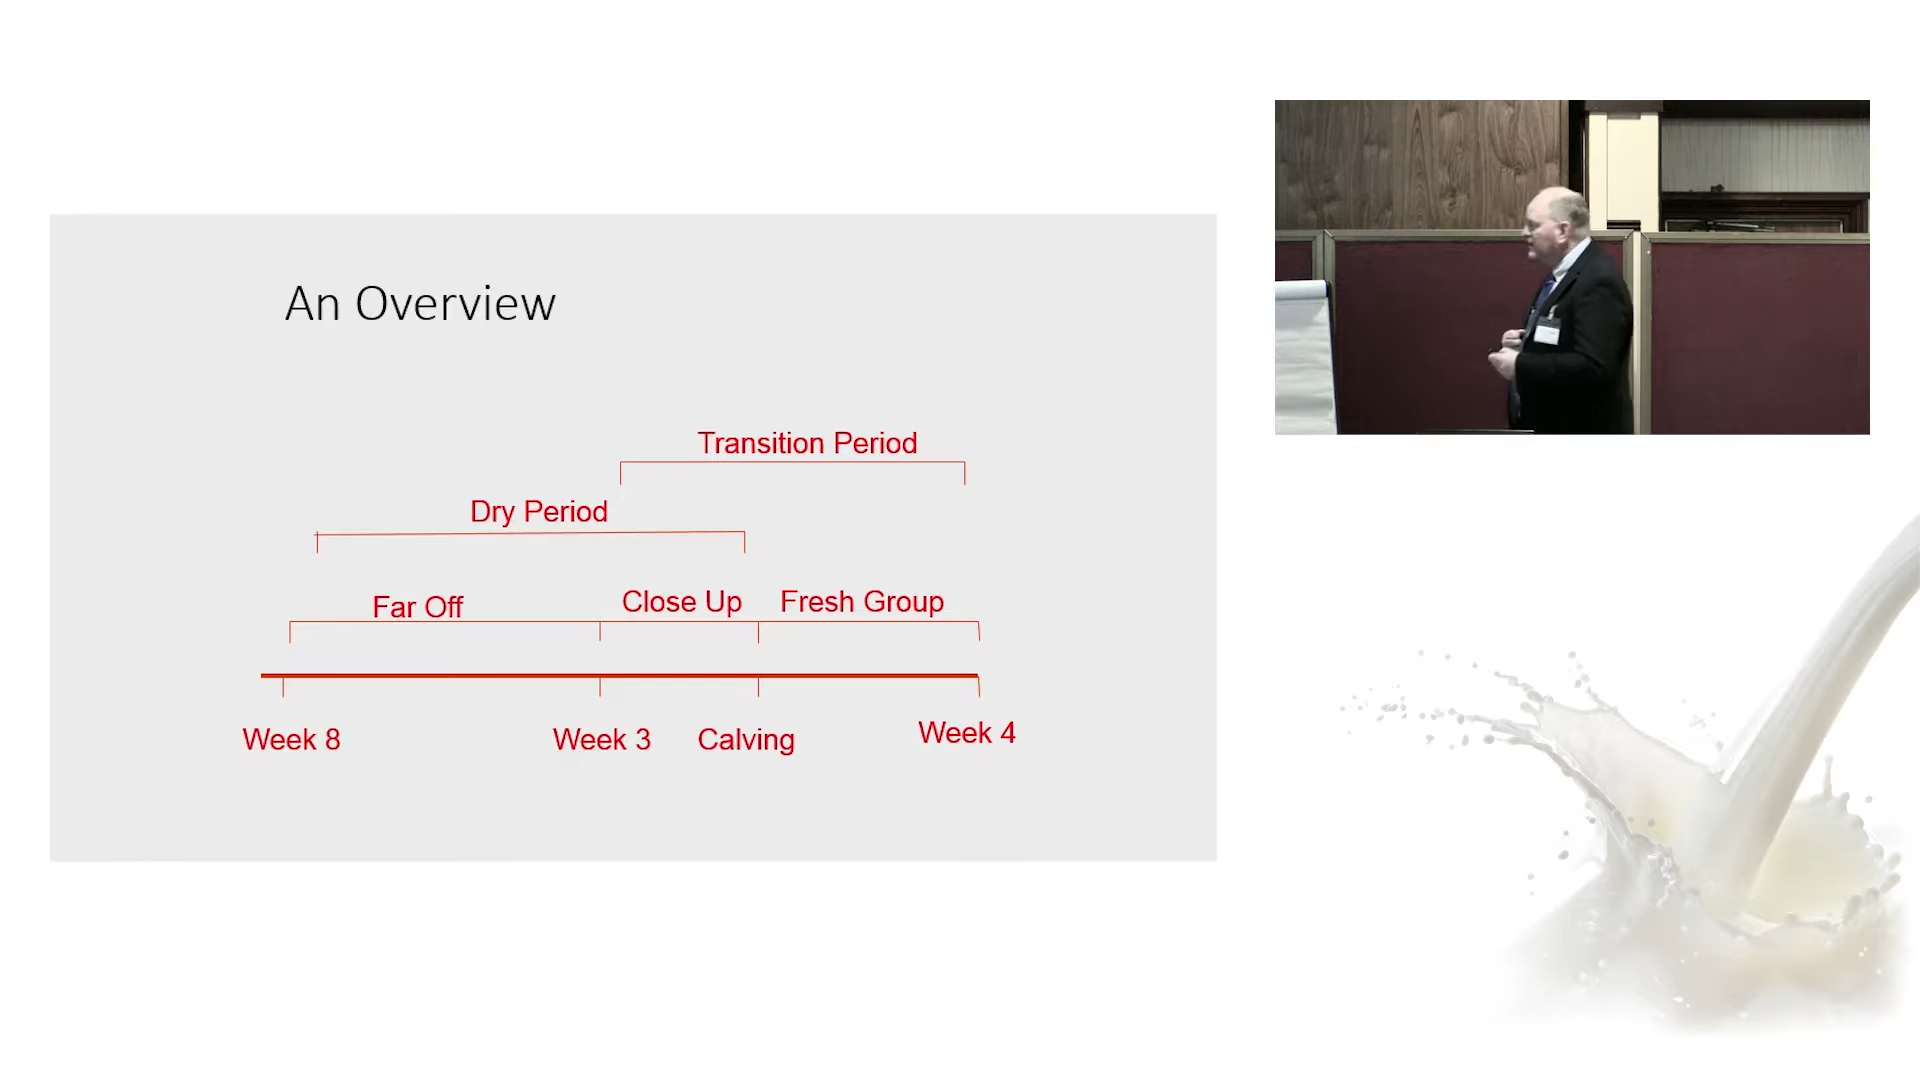 An Overview
Transition Period
Dry Period
Far Off
Close Up
Fresh Group
Week 8
Week 3
Calving
Week 4